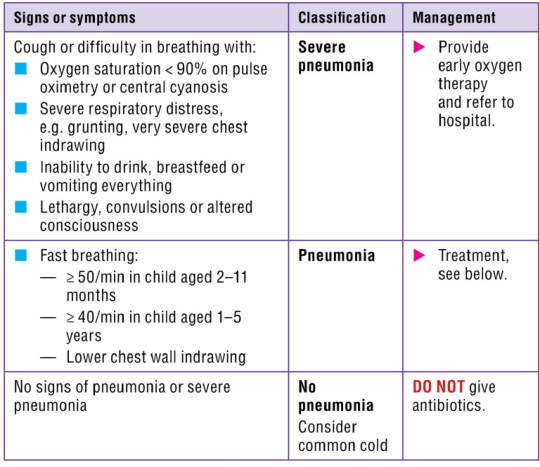 Signs or symptoms
Classification
Management
Cough or difficulty in breathing with:
Oxygen saturation < 90% on pulse
oximetry or central cyanosis
Severe respiratory distress,
e.g. grunting, very severe chest
indrawing
Inability to drink, breastfeed or
vomiting everything
Lethargy, convulsions or altered
consciousness
Severe
pneumonia
Provide
early oxygen
therapy
and refer to
hospital.
Fast breathing:
— ≥ 50/min in child aged 2–11
months
— ≥ 40/min in child aged 1–5
years
— Lower chest wall indrawing
Pneumonia
Treatment,
see below.
No signs of pneumonia or severe
pneumonia
No
pneumonia
Consider
common cold
DO NOT give
antibiotics.